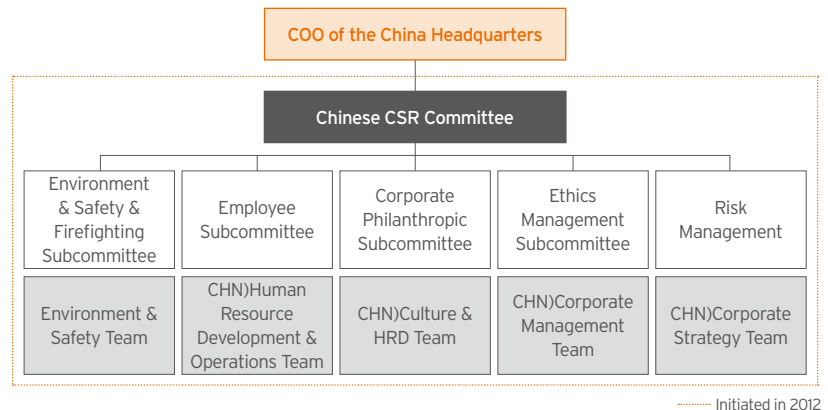 COO of the China Headquarters
Chinese CSR Committee
Environment
& Safety &
Firefighting
Subcommittee
Employee
Subcommittee
Corporate
Philanthropic
Subcommittee
Ethics
Management
Subcommittee
Risk
Management
Environment &
Safety Team
CHN)Human
Resource
Development &
Operations Team
CHN)Culture &
HRD Team
CHN)Corporate
Management
Team
CHN)Corporate
Strategy Team
Initiated in 2012